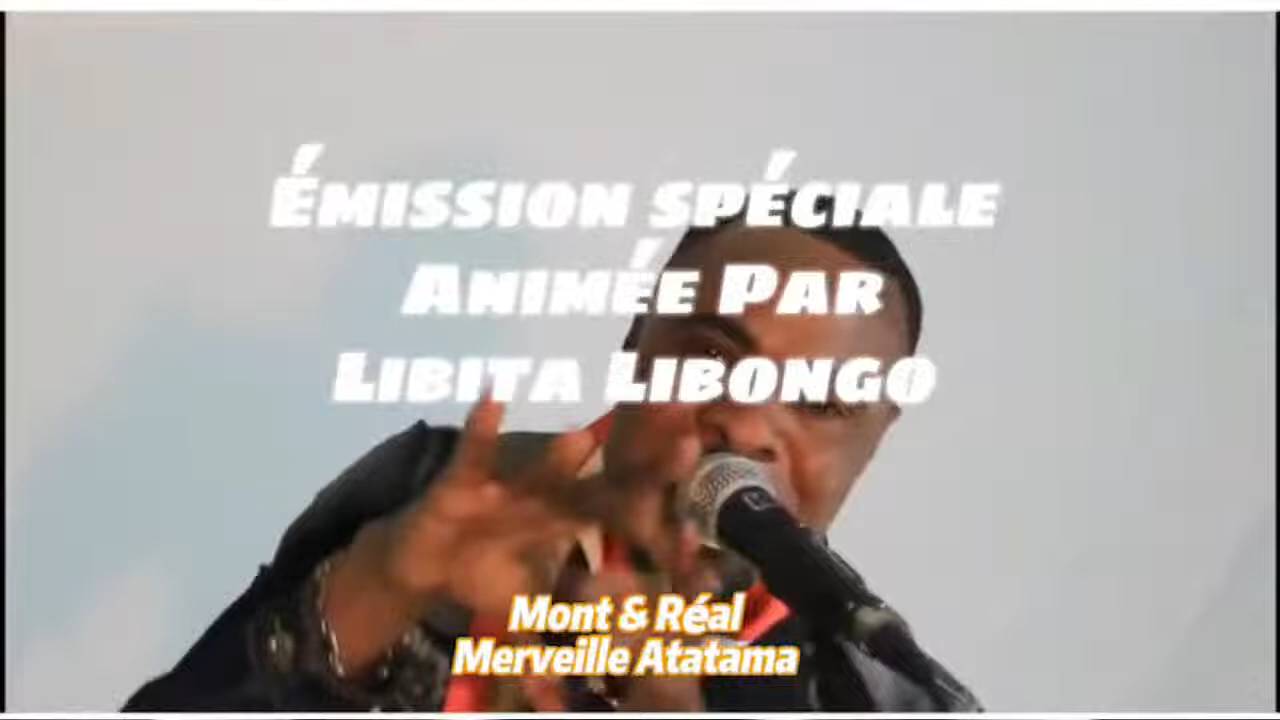 Émission spéciale
Animée Par
Libita Libongo
Mont & Réal
Merveille Atatama